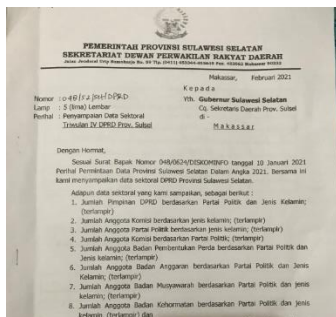 PEMERINTAH PROVINSI SULAWESI SELATAN
SEKRETARIAT DEWAN PERWAKILAN RAKYAT DAERAH
Makassar, Februari 2021
Kepada
Nomor :
Yth. Gubernur Sulawesi Selatan
Lamp : 5 (lima) Lembar
Cq. Sekretaris Daerah Prov. Sulsel
Perihal : Penyampaian Data Sektoral
di -
Triwulan IV DPRD Prov. Sulsel
Makassar
Dengan Hormat,
Sesuai Surat Bapak Nomor 048/0624/DISKOMINFO tanggal 10 Januari 2021
Perihal Permintaan Data Provinsi Sulawesi Selatan Dalam Angka 2021. Bersama ini
kami menyampaikan data sektoral DPRD Provinsi Sulawesi Selatan.
Adapun data sektoral yang kami sampaikan, sebagai berikut :
1. Jumlah Pimpinan DPRD berdasarkan Partai Politik dan Jenis Kelamin;
(terlampir)
2. Jumlah Anggota Komisi berdasarkan jenis kelamin; (terlampir)
3. Jumlah Anggota Partai Politik berdasarkan jenis kelamin; (terlampir)
4. Jumlah Anggota Komisi berdasarkan Partai Politik; (terlampir)
5. Jumlah Anggota Badan Pembentukan Perda berdasarkan Partai Politik dan
Jenis kelamin; (terlampir)
6. Jumlah Anggota Badan Anggaran berdasarkan Partai Politik dan Jenis
Kelamin; (terlampir)
7. Jumlah Anggota Badan Musyawarah berdasarkan Partai Politik dan jenis
kelamin; (terlampir)
8. Jumlah Anggota Badan Kehormatan berdasarkan Partai Politik dan jenis
kelamin; (terlampir) dan